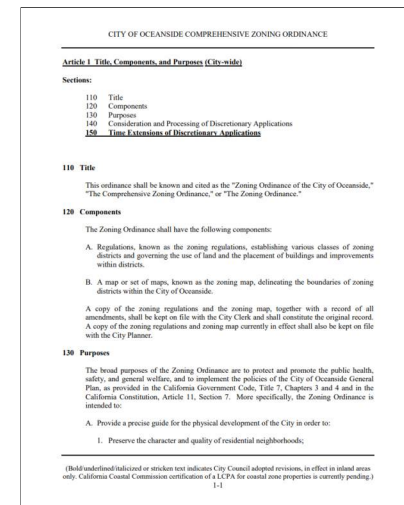 CITY OF OCEANSIDE COMPREHENSIVE ZONING ORDINANCE
Article 1 Title, Components, and Purposes (City-wide)
Sections:
110 Title
120 Components
130 Purposes
140 Consideration and Processing of Discretionary Applications
150 Time Extensions of Discretionary Applications
110 Title
This ordinance shall be known and cited as the "Zoning Ordinance of the City of Oceanside,"
"The Comprehensive Zoning Ordinance," or "The Zoning Ordinance."
120 Components
The Zoning Ordinance shall have the following components:
A. Regulations, known as the zoning regulations, establishing various classes of zoning
districts and governing the use of land and the placement of buildings and improvements
within districts.
B. A map or set of maps, known as the zoning map, delineating the boundaries of zoning
districts within the City of Oceanside.
A copy of the zoning regulations and the zoning map, together with a record of all
amendments, shall be kept on file with the City Clerk and shall constitute the original record.
A copy of the zoning regulations and zoning map currently in effect shall also be kept on file
with the City Planner.
130 Purposes
The broad purposes of the Zoning Ordinance are to protect and promote the public health,
safety, and general welfare, and to implement the policies of the City of Oceanside General
Plan, as provided in the California Government Code, Title 7, Chapters 3 and 4 and in the
California Constitution, Article 11, Section 7. More specifically, the Zoning Ordinance is
intended to:
A. Provide a precise guide for the physical development of the City in order to:
1. Preserve the character and quality of residential neighborhoods;
(Bold/underlined/italicized or stricken text indicates City Council adopted revisions, in effect in inland areas
only. California Coastal Commission certification of a LCPA for coastal zone properties is currently pending.)
1-1